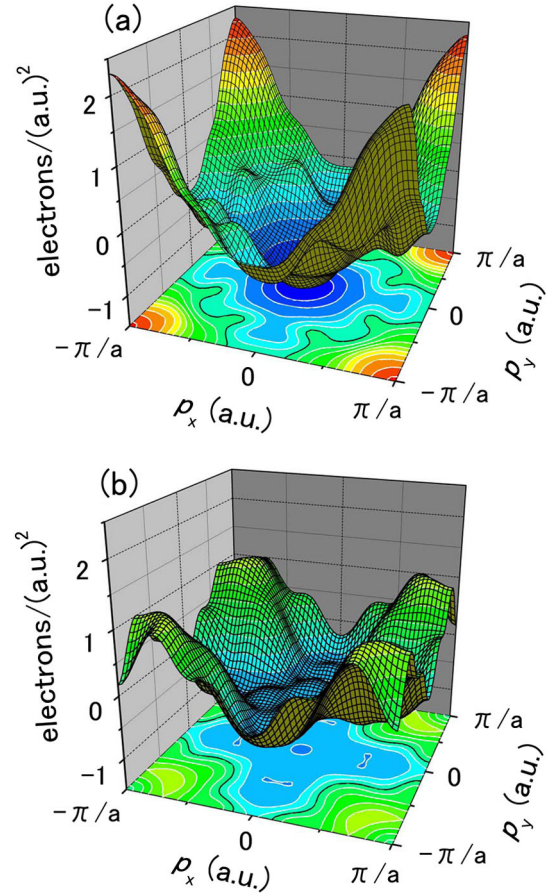 (a)
electrons/(a.u.)²
2
1
0
-1
-π/a
0
π/a
p_x (a.u.)
-π/a
0
π/a
p_y (a.u.)
(b)
electrons/(a.u.)²
2
1
0
-1
-π/a
0
π/a
p_x (a.u.)
-π/a
0
π/a
p_y (a.u.)